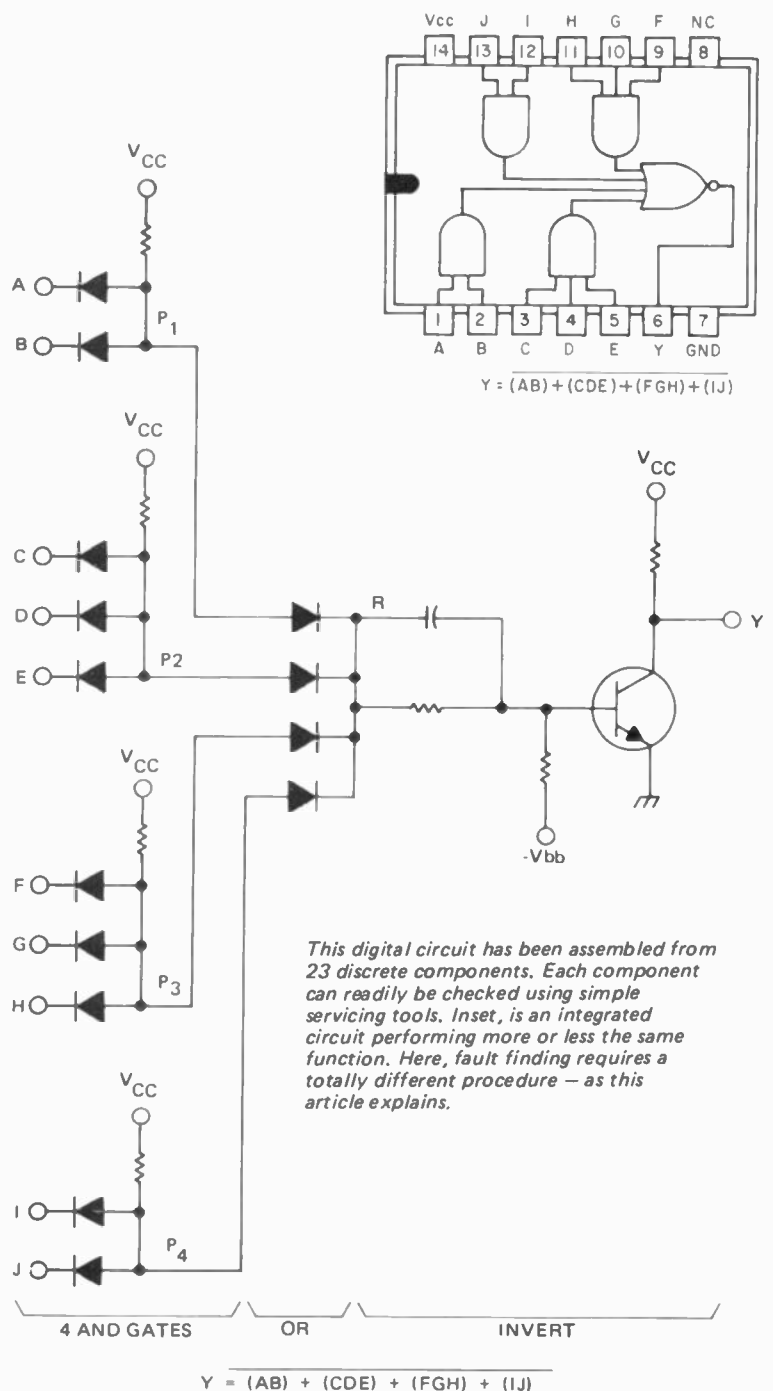 Vcc J I H G F NC
14 13 12 11 10 9 8
1 2 3 4 5 6 7
A B C D E Y GND
Y = (AB)+(CDE)+(FGH)+(IJ)
VCC
A
B
P1
VCC
C
D
E
P2
VCC
F
G
H
P3
VCC
I
J
P4
R
VCC
Y
-Vbb
This digital circuit has been assembled from
23 discrete components. Each component
can readily be checked using simple
servicing tools. Inset, is an integrated
circuit performing more or less the same
function. Here, fault finding requires a
totally different procedure – as this
article explains.
4 AND GATES OR INVERT
Y = (AB) + (CDE) + (FGH) + (IJ)